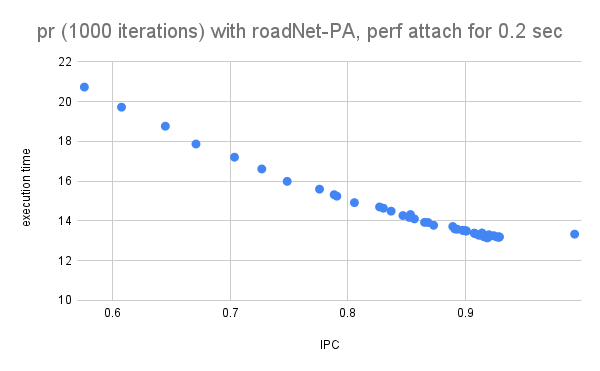 pr (1000 iterations) with roadNet-PA, perf attach for 0.2 sec
22
20
18
16
14
12
10
execution time
0.6 0.7 0.8 0.9
IPC